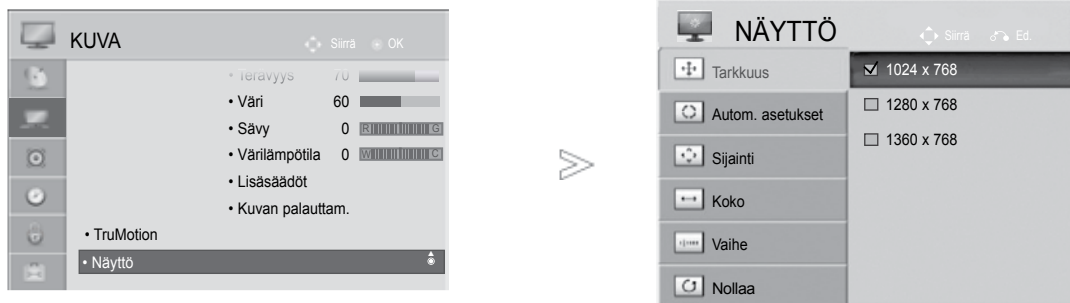 KUVA
Siirrä OK
• Terävyys 70
• Väri 60
• Sävy 0 R G
• Värilämpötila 0 W C
• Lisäsäädöt
• Kuvan palauttam.
• TruMotion
• Näyttö
NÄYTTÖ
Siirrä Ed.
Tarkkuus
Autom. asetukset
Sijainti
Koko
Vaihe
Nollaa
1024 x 768
1280 x 768
1360 x 768